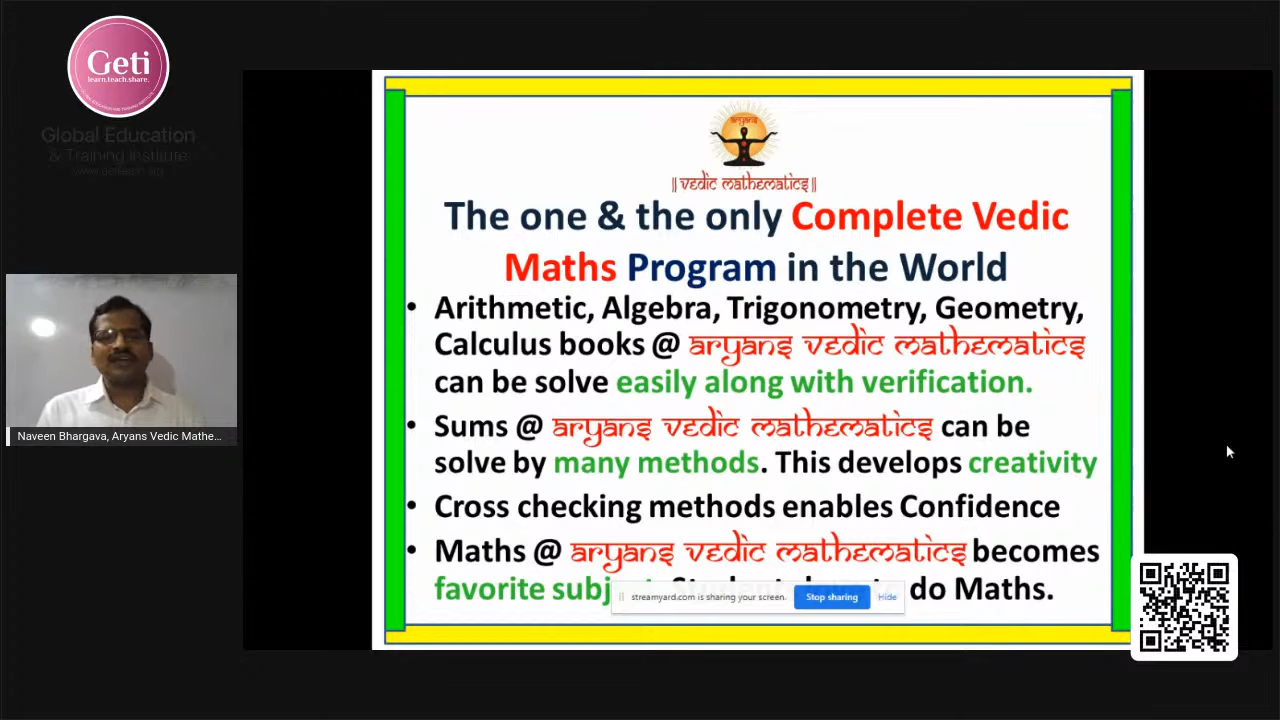 Geti
learn.teach.share.
Global Education
& Training Institute
Naveen Bhargava, Aryans Vedic Mathe...
aryans
|| vedic mathematics ||
The one & the only Complete Vedic
Maths Program in the World
• Arithmetic, Algebra, Trigonometry, Geometry,
Calculus books @ aryans vedic mathematics
can be solve easily along with verification.
• Sums @ aryans vedic mathematics can be
solve by many methods. This develops creativity
• Cross checking methods enables Confidence
• Maths @ aryans vedic mathematics becomes
favorite do Maths.
streamyard.com is sharing your screen. Stop sharing Hide